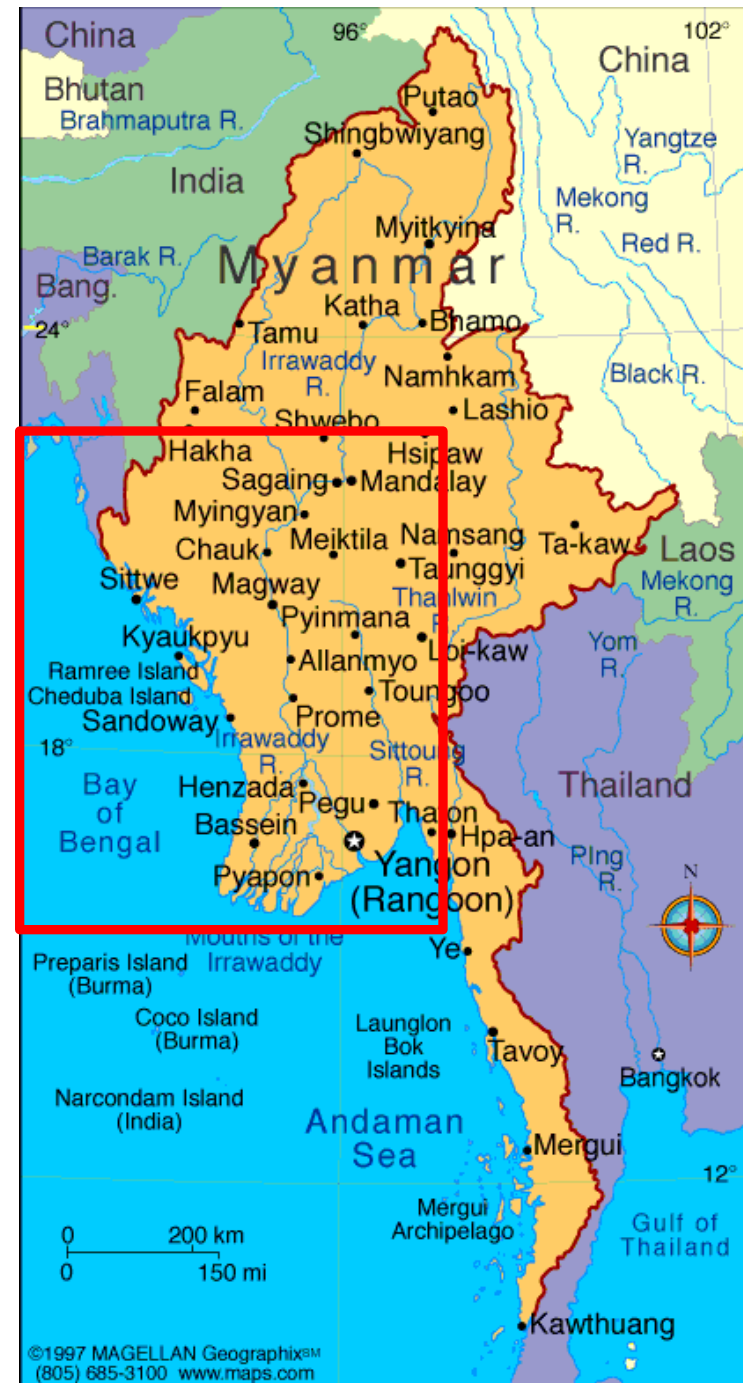 China
96°
102°
China
Bhutan
Brahmaputra R.
Putao
Shingbwiyang
Yangtze
R.
India
Mekong
R.
Myitkyina
Red R.
Barak R.
Myanmar
Bang.
Katha
Bhamo
24°
Tamu
Irrawaddy
R.
Namhkam
Black R.
Falam
Lashio
Shwebo
Hakha
Hsipaw
Sagaing
Mandalay
Myingyan
Meiktila
Namsang
Ta-kaw
Chauk
Laos
Taunggyi
Mekong
R.
Sittwe
Magway
Thanlwin
R.
Pyinmana
Kyaukpyu
Loi-kaw
Yom
R.
Ramree Island
Allanmyo
Cheduba Island
Toungoo
Sandoway
Prome
Irrawaddy
R.
Sittoung
R.
18°
Bay
of
Bengal
Henzada
Thailand
Pegu
Thaton
Bassein
Hpa-an
PIng
R.
Yangon
(Rangoon)
Pyapon
N
Mouths of the
Irrawaddy
Ye
Preparis Island
(Burma)
Coco Island
(Burma)
Launglon
Bok
Islands
Tavoy
Bangkok
Narcondam Island
(India)
Andaman
Sea
Mergui
12°
Mergui
Archipelago
Gulf of
Thailand
0 200 km
0 150 mi
Kawthuang
©1997 MAGELLAN Geographix℠
(805) 685-3100 www.maps.com